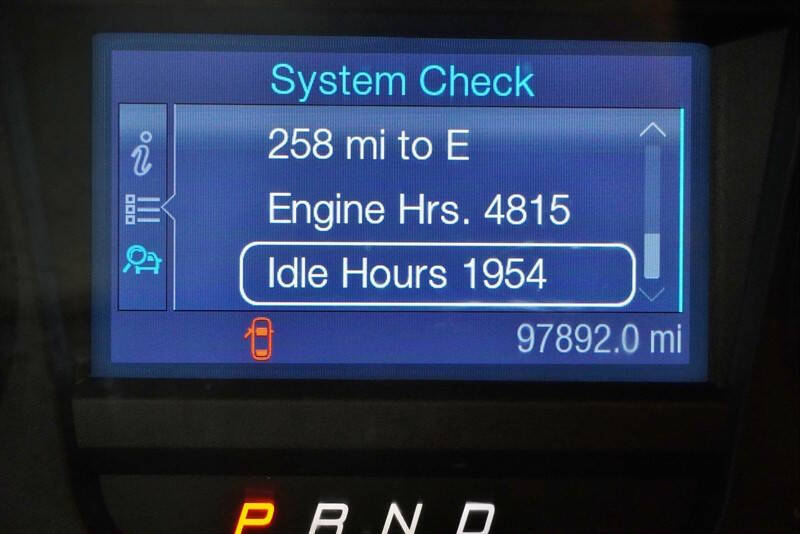 System Check
258 mi to E
Engine Hrs. 4815
Idle Hours 1954
97892.0 mi
P R N D